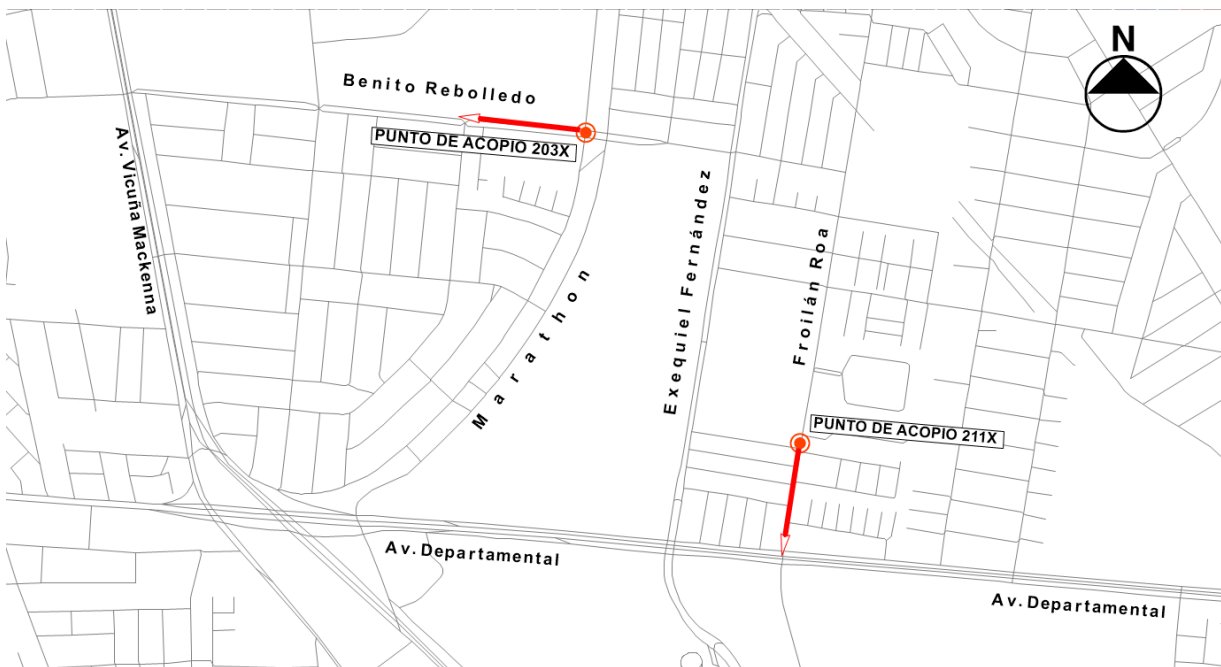 N
Benito Rebolledo
PUNTO DE ACOPIO 203X
Av. Vicuña Mackenna
Marathon
Exequiel Fernández
Froilán Roa
PUNTO DE ACOPIO 211X
Av. Departamental
Av. Departamental